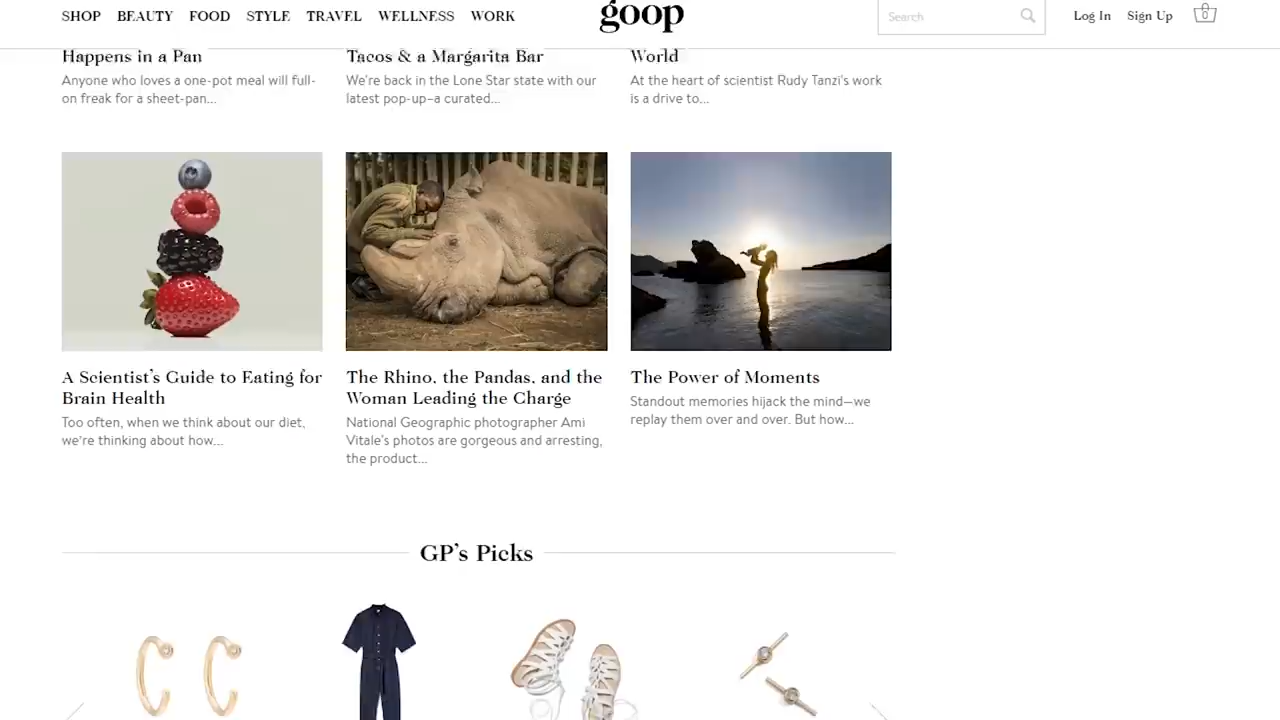 SHOP BEAUTY FOOD STYLE TRAVEL WELLNESS WORK
goop
Search
Log In Sign Up
0
Happens in a Pan
Anyone who loves a one-pot meal will full-
on freak for a sheet-pan...
Tacos & a Margarita Bar
We're back in the Lone Star state with our
latest pop-up–a curated...
World
At the heart of scientist Rudy Tanzi's work
is a drive to...
A Scientist's Guide to Eating for
Brain Health
Too often, when we think about our diet,
we're thinking about how...
The Rhino, the Pandas, and the
Woman Leading the Charge
National Geographic photographer Ami
Vitale's photos are gorgeous and arresting,
the product...
The Power of Moments
Standout memories hijack the mind—we
replay them over and over. But how...
GP's Picks